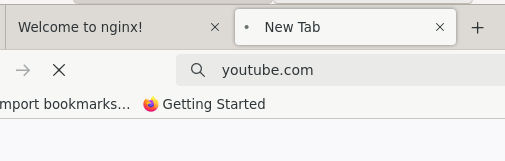 Welcome to nginx!
New Tab
youtube.com
mport bookmarks...
Getting Started